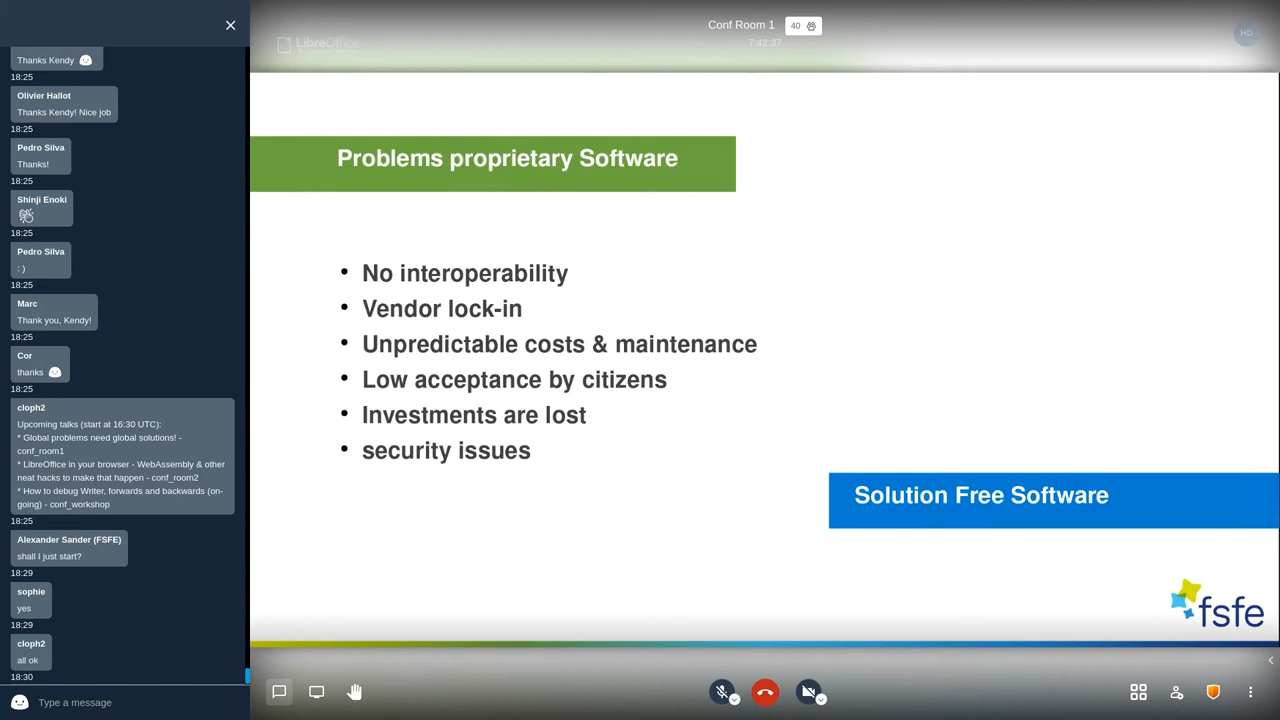 Thanks Kendy
18:25
Olivier Hallot
Thanks Kendy! Nice job
18:25
Pedro Silva
Thanks!
18:25
Shinji Enoki
18:25
Pedro Silva
: )
18:25
Marc
Thank you, Kendy!
18:25
Cor
thanks
18:25
cloph2
Upcoming talks (start at 16:30 UTC):
* Global problems need global solutions! -
conf_room1
* LibreOffice in your browser - WebAssembly & other
neat hacks to make that happen - conf_room2
* How to debug Writer, forwards and backwards (on-
going) - conf_workshop
18:25
Alexander Sander (FSFE)
shall I just start?
18:29
sophie
yes
18:29
cloph2
all ok
18:30
Type a message
Conf Room 1
40
7:42:37
HD
LibreOffice
Problems proprietary Software
• No interoperability
• Vendor lock-in
• Unpredictable costs & maintenance
• Low acceptance by citizens
• Investments are lost
• security issues
Solution Free Software
fsfe